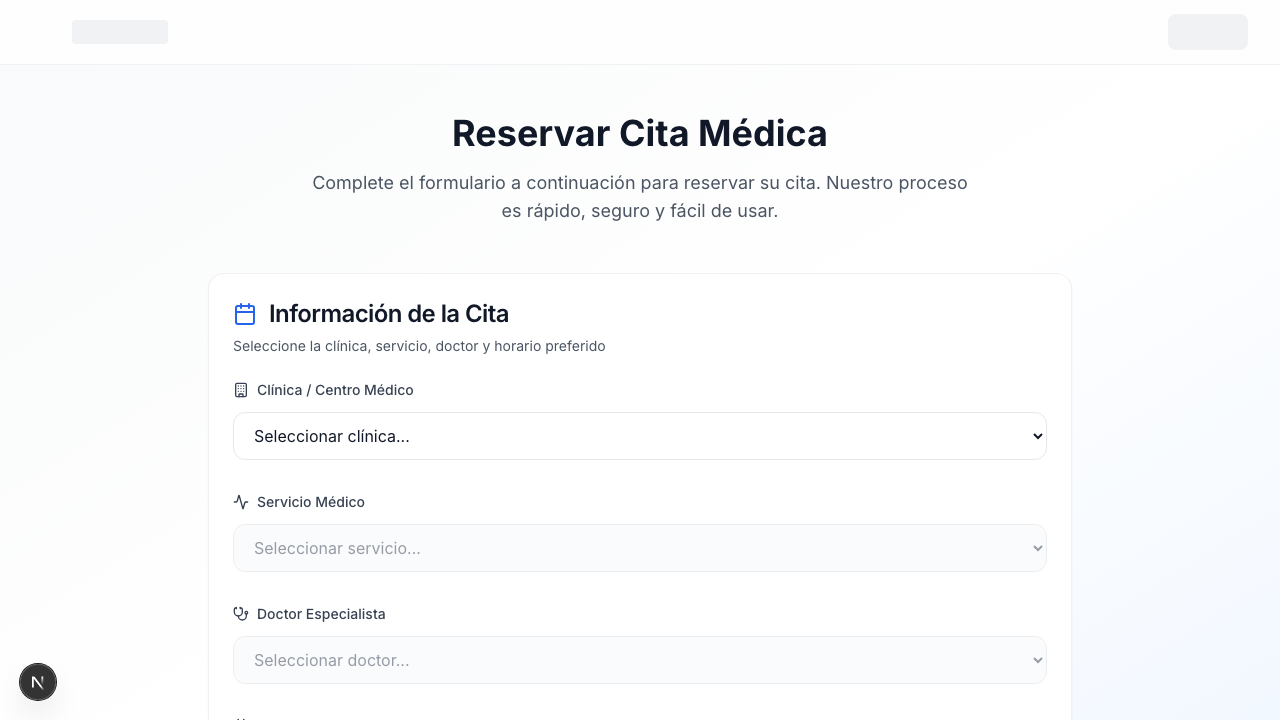 Reservar Cita Médica
Complete el formulario a continuación para reservar su cita. Nuestro proceso
es rápido, seguro y fácil de usar.
Información de la Cita
Seleccione la clínica, servicio, doctor y horario preferido
Clínica / Centro Médico
Seleccionar clínica...
Servicio Médico
Seleccionar servicio...
Doctor Especialista
Seleccionar doctor...
N